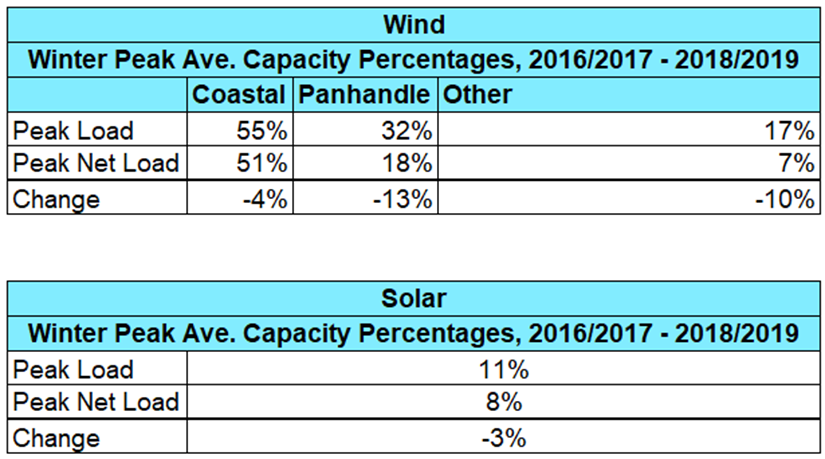 Wind
Winter Peak Ave. Capacity Percentages, 2016/2017 - 2018/2019
Coastal Panhandle Other
Peak Load 55% 32% 17%
Peak Net Load 51% 18% 7%
Change -4% -13% -10%
Solar
Winter Peak Ave. Capacity Percentages, 2016/2017 - 2018/2019
Peak Load 11%
Peak Net Load 8%
Change -3%